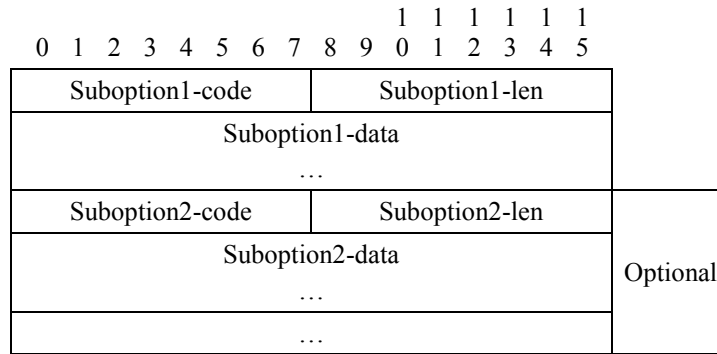 1 1 1 1 1 1
0 1 2 3 4 5 6 7 8 9 0 1 2 3 4 5
Suboption1-code Suboption1-len
Suboption1-data
…
Suboption2-code Suboption2-len
Suboption2-data
…
Optional
…